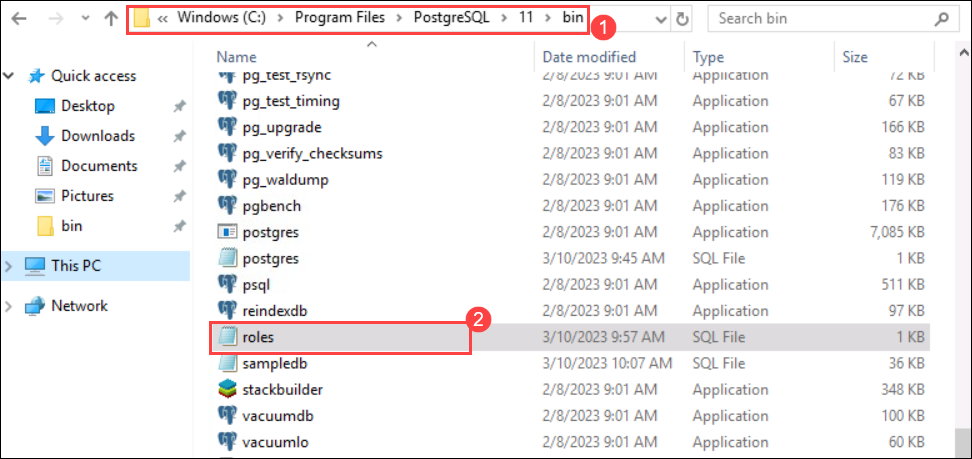 « Windows (C:) > Program Files > PostgreSQL > 11 > bin
Search bin
1
Name Date modified Type Size
Quick access
Desktop
Downloads
Documents
Pictures
bin
This PC
Network
pg_test_fsync 2/8/2023 9:01 AM Application 72 KB
pg_test_timing 2/8/2023 9:01 AM Application 67 KB
pg_upgrade 2/8/2023 9:01 AM Application 166 KB
pg_verify_checksums 2/8/2023 9:01 AM Application 83 KB
pg_waldump 2/8/2023 9:01 AM Application 119 KB
pgbench 2/8/2023 9:01 AM Application 176 KB
postgres 2/8/2023 9:01 AM Application 7,085 KB
postgres 3/10/2023 9:45 AM SQL File 1 KB
psql 2/8/2023 9:01 AM Application 511 KB
reindexdb 2/8/2023 9:01 AM Application 97 KB
2
roles 3/10/2023 9:57 AM SQL File 1 KB
sampledb 3/10/2023 10:07 AM SQL File 36 KB
stackbuilder 2/8/2023 9:01 AM Application 348 KB
vacuumdb 2/8/2023 9:01 AM Application 100 KB
vacuumlo 2/8/2023 9:01 AM Application 60 KB